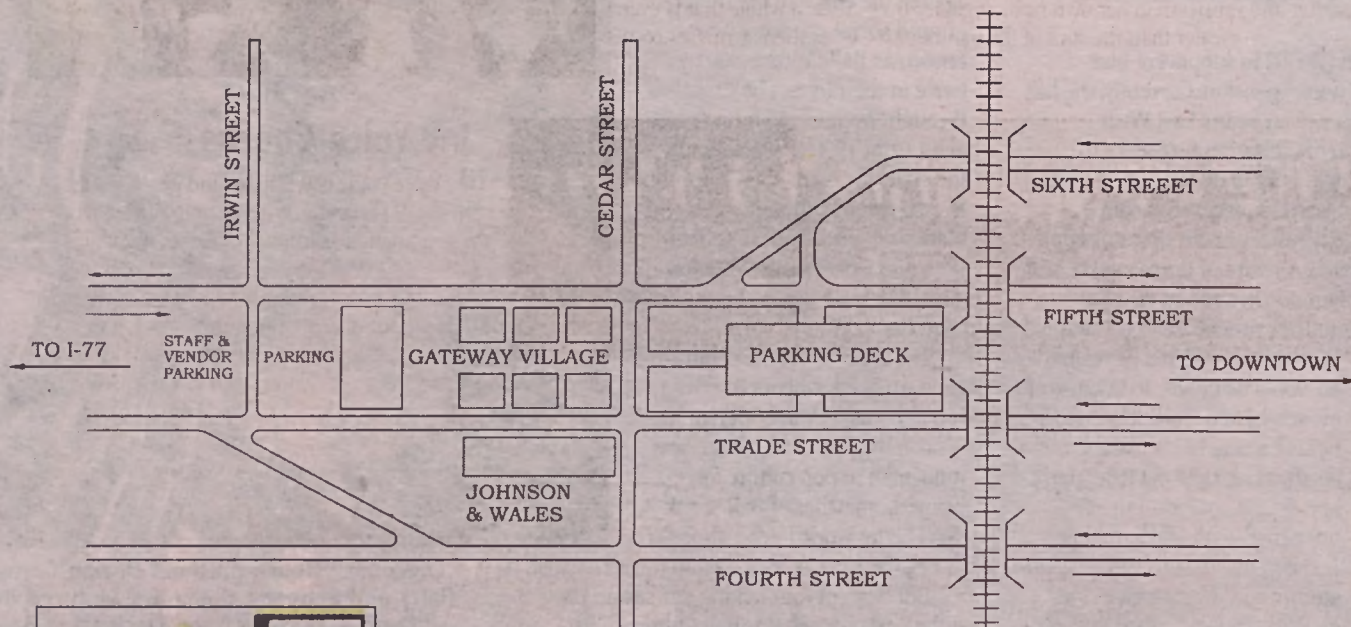 IRWIN STREET
CEDAR STREET
SIXTH STREEET
FIFTH STREET
TO I-77
STAFF &
VENDOR
PARKING
PARKING
GATEWAY VILLAGE
PARKING DECK
TO DOWNTOWN
TRADE STREET
JOHNSON
& WALES
FOURTH STREET